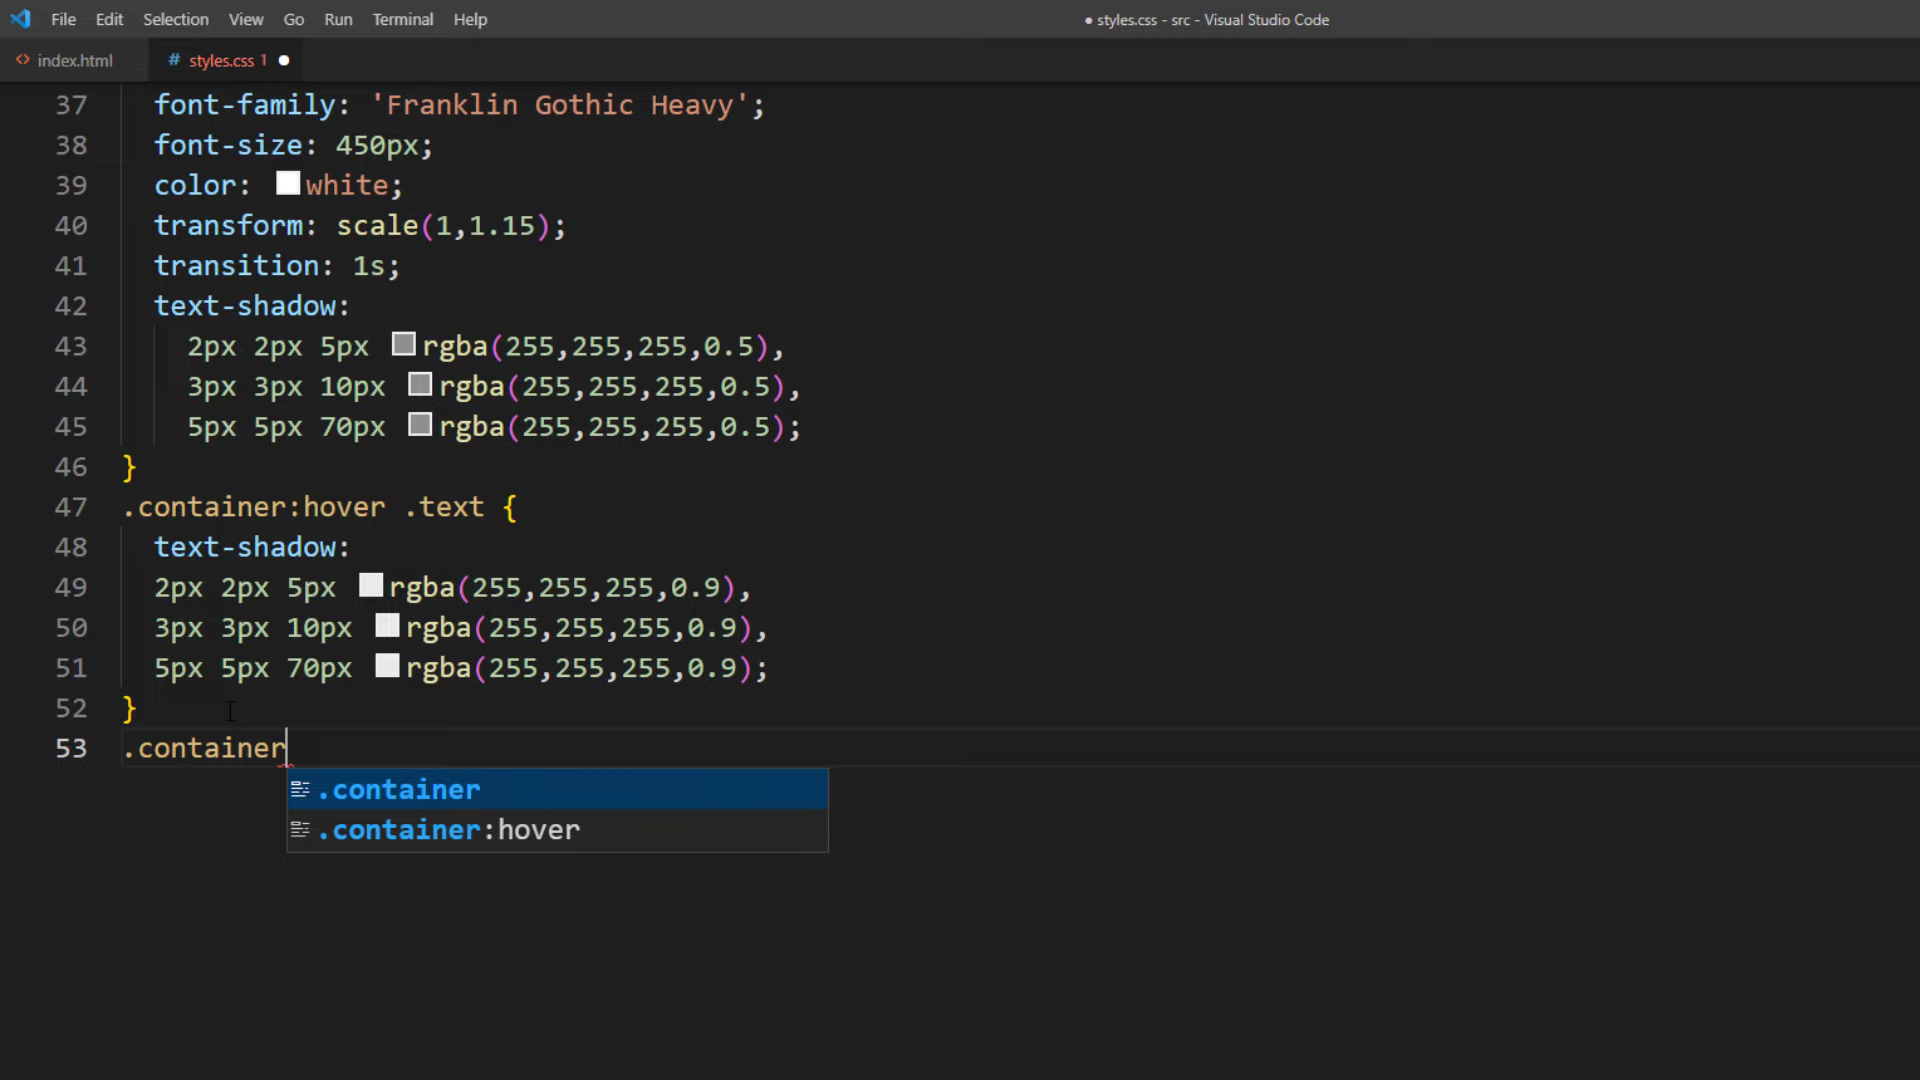 File Edit Selection View Go Run Terminal Help ● styles.css - src - Visual Studio Code
<> index.html # styles.css 1 ●
37 font-family: 'Franklin Gothic Heavy';
38 font-size: 450px;
39 color: white;
40 transform: scale(1,1.15);
41 transition: 1s;
42 text-shadow:
43 2px 2px 5px rgba(255,255,255,0.5),
44 3px 3px 10px rgba(255,255,255,0.5),
45 5px 5px 70px rgba(255,255,255,0.5);
46 }
47 .container:hover .text {
48 text-shadow:
49 2px 2px 5px rgba(255,255,255,0.9),
50 3px 3px 10px rgba(255,255,255,0.9),
51 5px 5px 70px rgba(255,255,255,0.9);
52 }
53 .container
.container
.container:hover